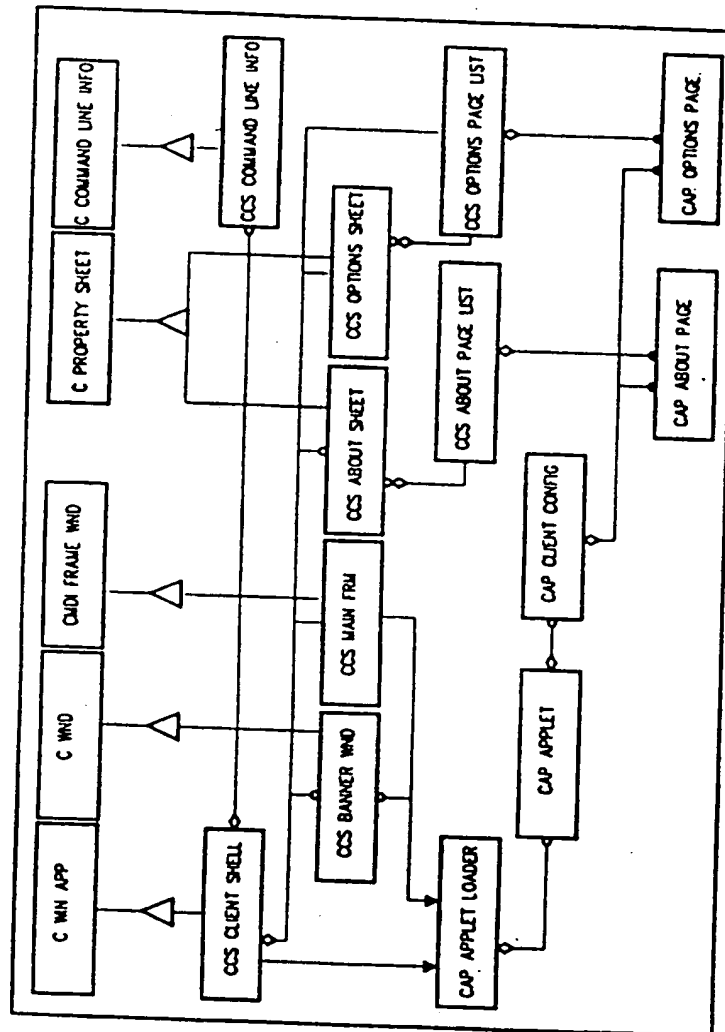 C WIN APP
C WND
CMDI FRAME WND
C PROPERTY SHEET
C COMMAND LINE INFO
CCS CLIENT SHELL
CCS COMMAND LINE INFO
CCS BANNER WND
CCS MAIN FRM
CCS ABOUT SHEET
CCS OPTIONS SHEET
CCS ABOUT PAGE LIST
CCS OPTIONS PAGE LIST
CAP APPLET LOADER
CAP APPLET
CAP CLIENT CONFIG
CAP ABOUT PAGE
CAP. OPTIONS PAGE.